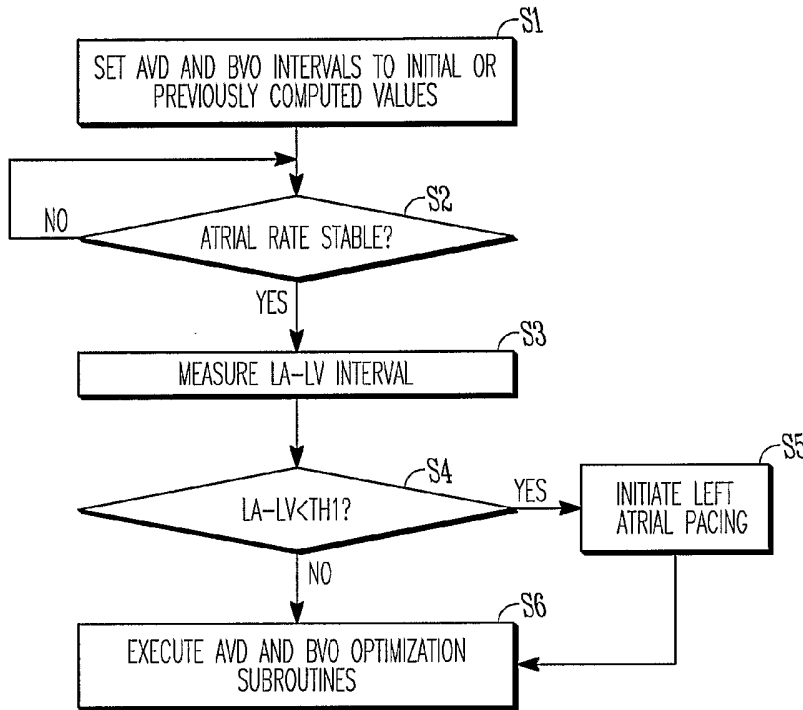 S1
SET AVD AND BVO INTERVALS TO INITIAL OR
PREVIOUSLY COMPUTED VALUES
S2
NO
ATRIAL RATE STABLE?
YES
S3
MEASURE LA-LV INTERVAL
S4
LA-LV<TH1?
YES
S5
INITIATE LEFT
ATRIAL PACING
NO
S6
EXECUTE AVD AND BVO OPTIMIZATION
SUBROUTINES